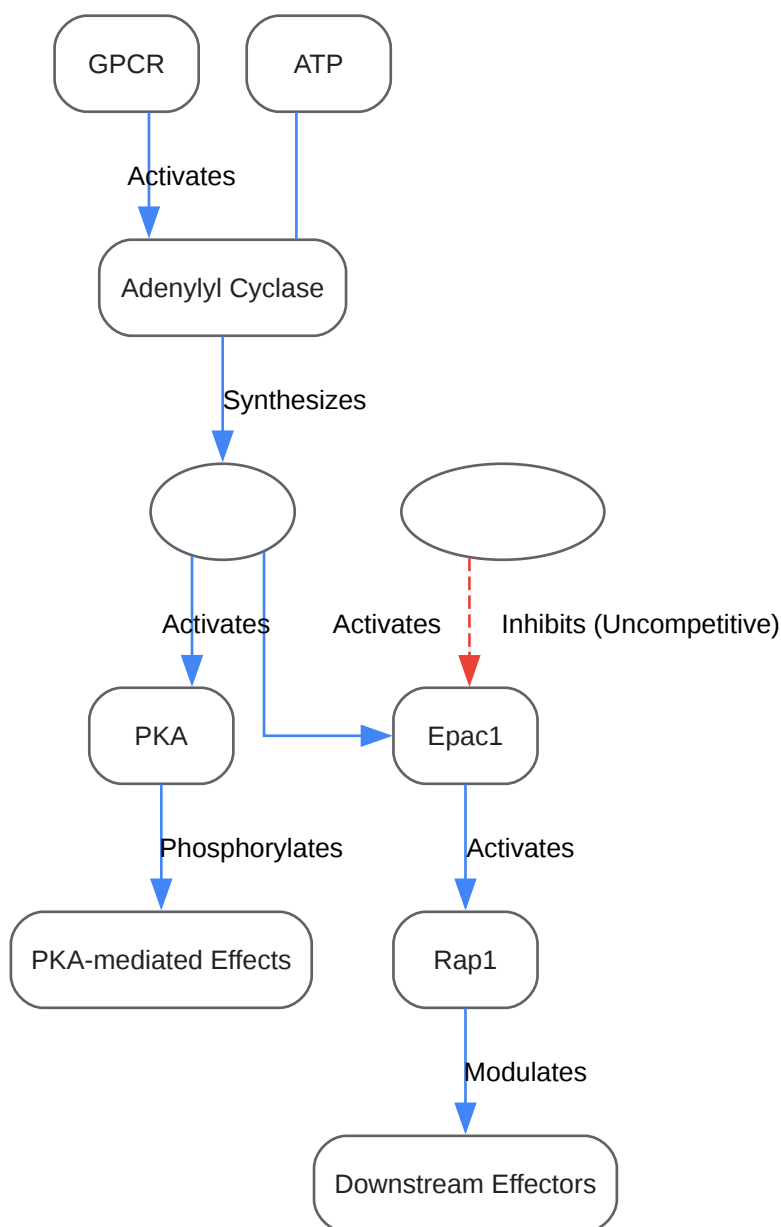 GPCR
ATP
Activates
Adenylyl Cyclase
Synthesizes
Activates
Activates
Inhibits (Uncompetitive)
PKA
Epac1
Phosphorylates
Activates
PKA-mediated Effects
Rap1
Modulates
Downstream Effectors